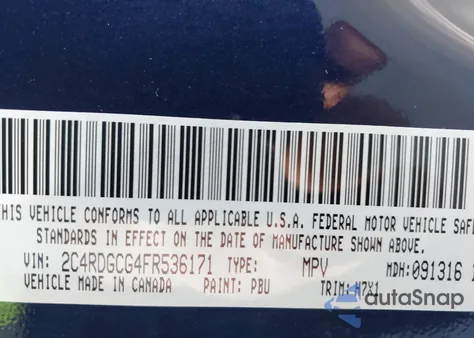 THIS VEHICLE CONFORMS TO ALL APPLICABLE U.S.A. FEDERAL MOTOR VEHICLE SAFE
STANDARDS IN EFFECT ON THE DATE OF MANUFACTURE SHOWN ABOVE.
VIN: 2C4RDGCG4FR536171 TYPE: MPV MDH:091316
VEHICLE MADE IN CANADA PAINT: PBU TRIM:
autoSnap